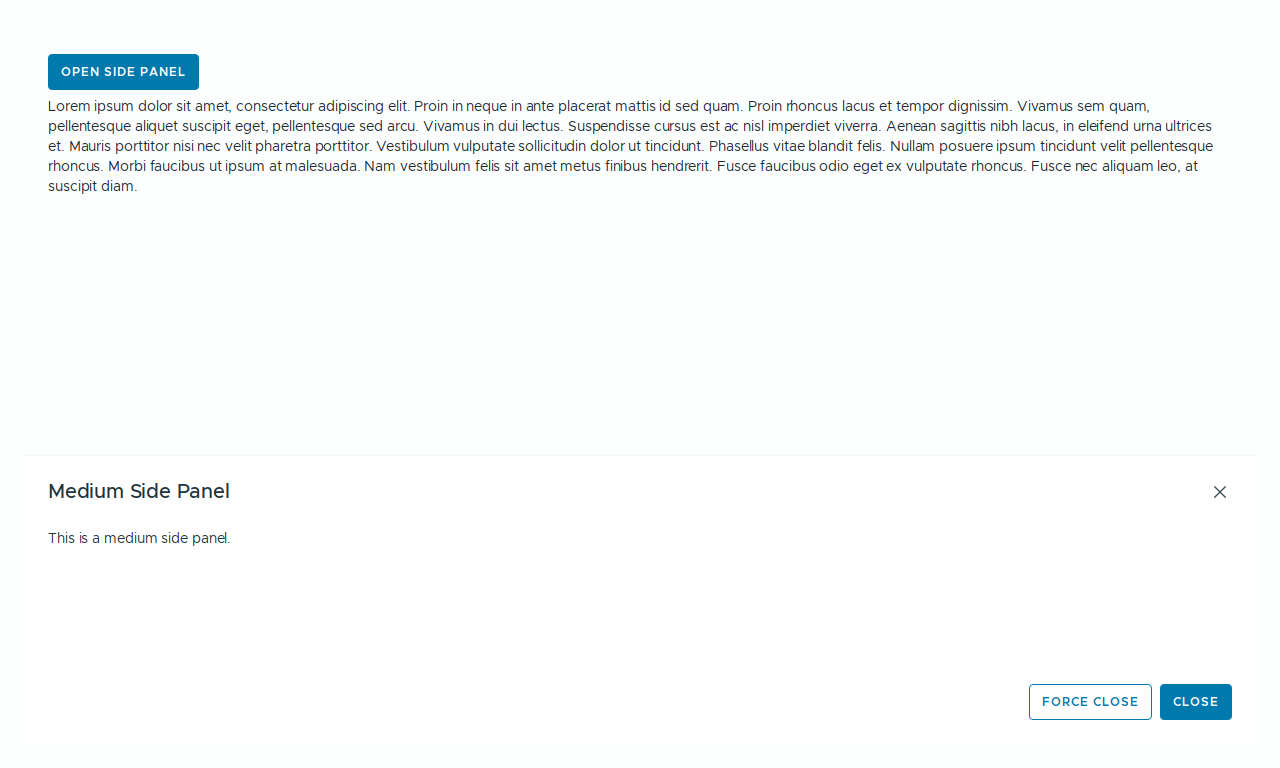 OPEN SIDE PANEL
Lorem ipsum dolor sit amet, consectetur adipiscing elit. Proin in neque in ante placerat mattis id sed quam. Proin rhoncus lacus et tempor dignissim. Vivamus sem quam,
pellentesque aliquet suscipit eget, pellentesque sed arcu. Vivamus in dui lectus. Suspendisse cursus est ac nisl imperdiet viverra. Aenean sagittis nibh lacus, in eleifend urna ultrices
et. Mauris porttitor nisi nec velit pharetra porttitor. Vestibulum vulputate sollicitudin dolor ut tincidunt. Phasellus vitae blandit felis. Nullam posuere ipsum tincidunt velit pellentesque
rhoncus. Morbi faucibus ut ipsum at malesuada. Nam vestibulum felis sit amet metus finibus hendrerit. Fusce faucibus odio eget ex vulputate rhoncus. Fusce nec aliquam leo, at
suscipit diam.
Medium Side Panel
This is a medium side panel.
FORCE CLOSE
CLOSE